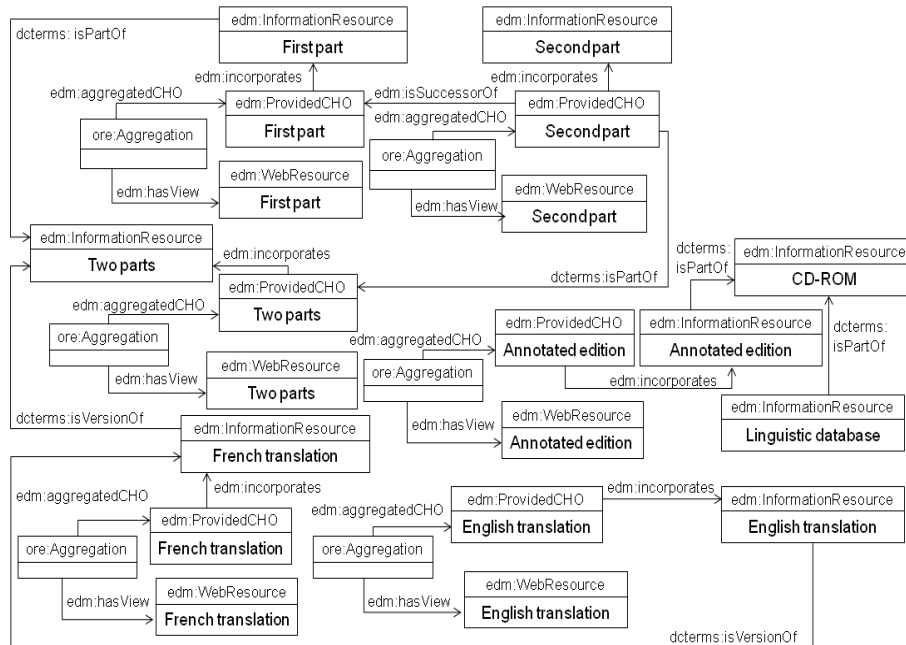 edm:InformationResource
First part
edm:InformationResource
Second part
dcterms: isPartOf
edm:incorporates
edm:incorporates
edm:aggregatedCHO
edm:ProvidedCHO
First part
edm:isSuccessorOf
edm:aggregatedCHO
edm:ProvidedCHO
Second part
ore:Aggregation
ore:Aggregation
edm:hasView
edm:WebResource
First part
edm:hasView
edm:WebResource
Second part
edm:InformationResource
Two parts
edm:incorporates
edm:ProvidedCHO
Two parts
dcterms:isPartOf
dcterms:
isPartOf
edm:InformationResource
CD-ROM
edm:aggregatedCHO
ore:Aggregation
edm:hasView
edm:WebResource
Two parts
edm:aggregatedCHO
edm:ProvidedCHO
Annotated edition
edm:InformationResource
Annotated edition
dcterms:
isPartOf
ore:Aggregation
edm:incorporates
edm:hasView
edm:WebResource
Annotated edition
edm:InformationResource
Linguistic database
dcterms:isVersionOf
edm:InformationResource
French translation
edm:incorporates
edm:aggregatedCHO
edm:ProvidedCHO
French translation
ore:Aggregation
edm:hasView
edm:WebResource
French translation
edm:aggregatedCHO
edm:ProvidedCHO
English translation
edm:incorporates
edm:InformationResource
English translation
ore:Aggregation
edm:hasView
edm:WebResource
English translation
dcterms:isVersionOf